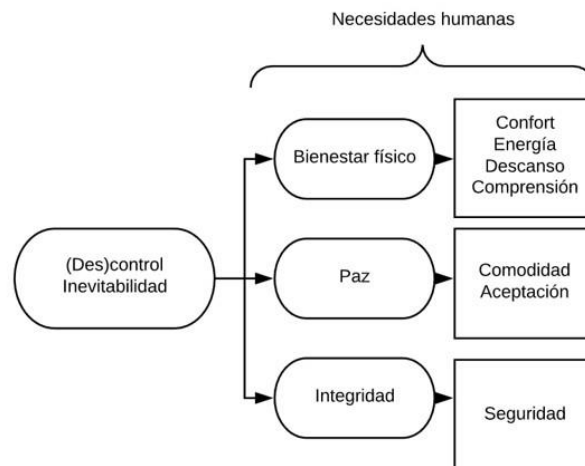 Necesidades humanas
Bienestar físico
Confort
Energía
Descanso
Comprensión
(Des)control
Inevitabilidad
Paz
Comodidad
Aceptación
Integridad
Seguridad